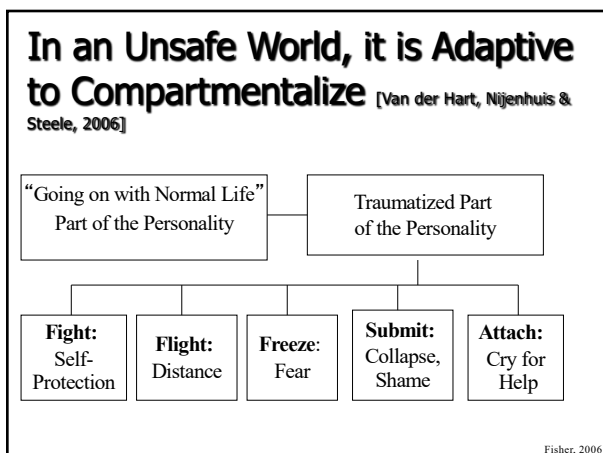 In an Unsafe World, it is Adaptive
to Compartmentalize [Van der Hart, Nijenhuis &
Steele, 2006]
“Going on with Normal Life”
Part of the Personality
Traumatized Part
of the Personality
Fight:
Self-
Protection
Flight:
Distance
Freeze:
Fear
Submit:
Collapse,
Shame
Attach:
Cry for
Help
Fisher, 2006